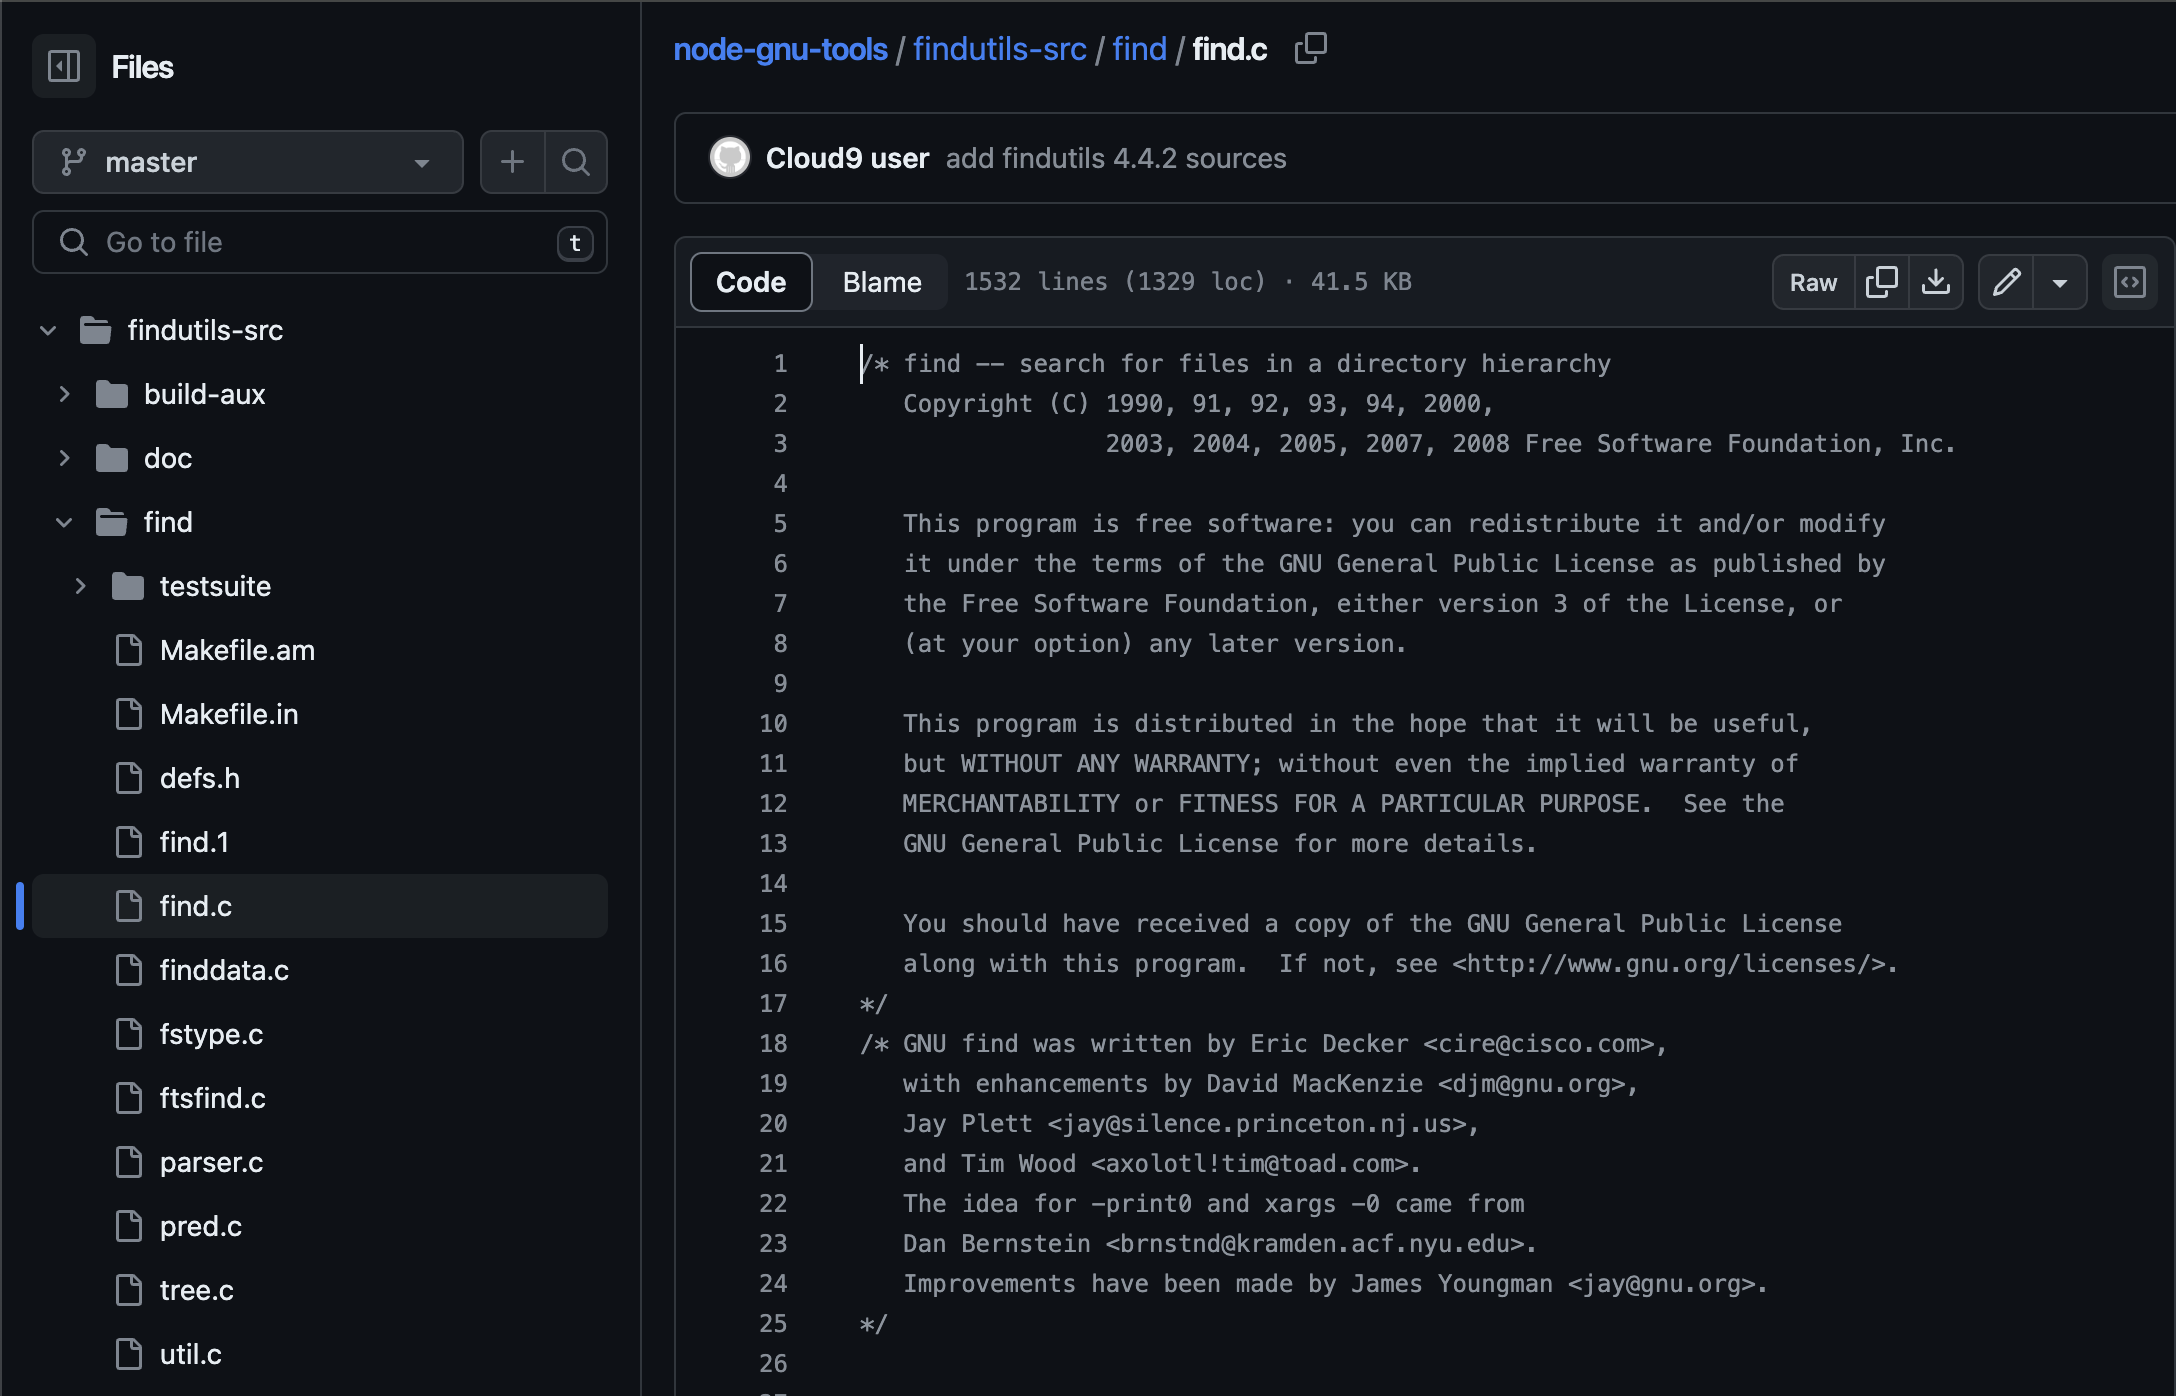 Files
master
Go to file
t
findutils-src
build-aux
doc
find
testsuite
Makefile.am
Makefile.in
defs.h
find.1
find.c
finddata.c
fstype.c
ftsfind.c
parser.c
pred.c
tree.c
util.c
node-gnu-tools / findutils-src / find / find.c
Cloud9 user add findutils 4.4.2 sources
Code Blame 1532 lines (1329 loc) · 41.5 KB Raw
1 /* find -- search for files in a directory hierarchy
2 Copyright (C) 1990, 91, 92, 93, 94, 2000,
3 2003, 2004, 2005, 2007, 2008 Free Software Foundation, Inc.
4
5 This program is free software: you can redistribute it and/or modify
6 it under the terms of the GNU General Public License as published by
7 the Free Software Foundation, either version 3 of the License, or
8 (at your option) any later version.
9
10 This program is distributed in the hope that it will be useful,
11 but WITHOUT ANY WARRANTY; without even the implied warranty of
12 MERCHANTABILITY or FITNESS FOR A PARTICULAR PURPOSE.  See the
13 GNU General Public License for more details.
14
15 You should have received a copy of the GNU General Public License
16 along with this program.  If not, see <http://www.gnu.org/licenses/>.
17 */
18 /* GNU find was written by Eric Decker <cire@cisco.com>,
19 with enhancements by David MacKenzie <djm@gnu.org>,
20 Jay Plett <jay@silence.princeton.nj.us>,
21 and Tim Wood <axolotl!tim@toad.com>.
22 The idea for -print0 and xargs -0 came from
23 Dan Bernstein <brnstnd@kramden.acf.nyu.edu>.
24 Improvements have been made by James Youngman <jay@gnu.org>.
25 */
26